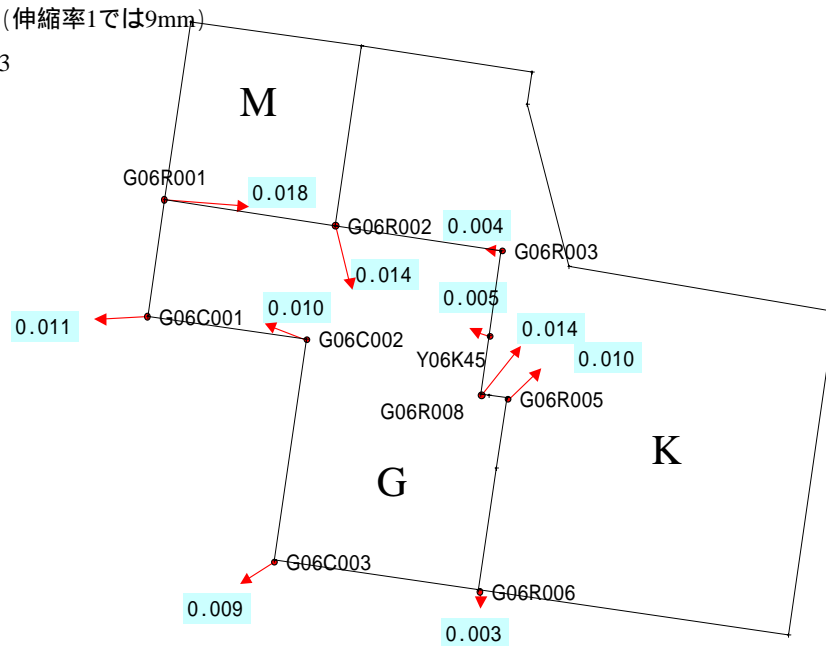 (伸縮率1では9mm)
3
M
G06R001
0.018
G06R002
0.004
G06R003
0.014
0.005
0.010
0.011
G06C001
G06C002
0.014
0.010
Y06K45
G06R008
G06R005
K
G
G06C003
G06R006
0.009
0.003